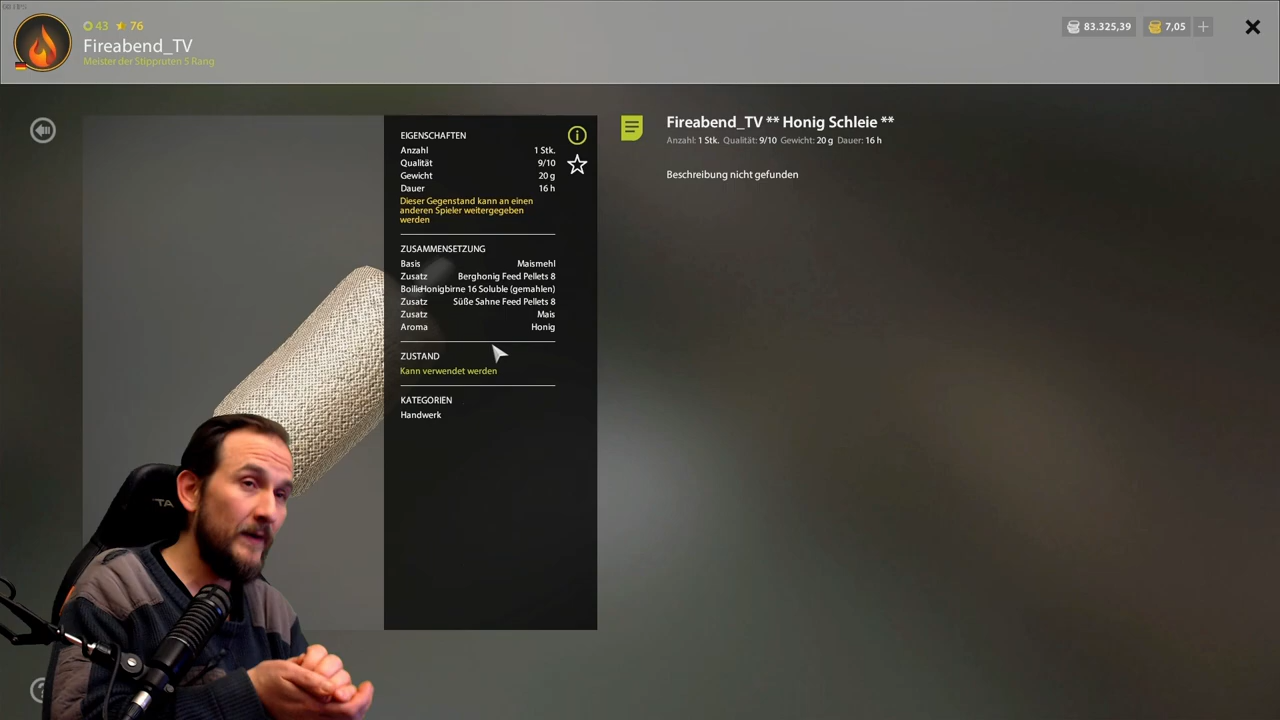 43 76
Fireabend_TV
Meister der Stippruten 5 Rang
83.325,39 7,05
EIGENSCHAFTEN
Anzahl 1 Stk.
Qualität 9/10
Gewicht 20 g
Dauer 16 h
Dieser Gegenstand kann an einen
anderen Spieler weitergegeben
werden
ZUSAMMENSETZUNG
Basis Maismehl
Zusatz Berghonig Feed Pellets 8
Boilie Honigbirne 16 Soluble (gemahlen)
Zusatz Süße Sahne Feed Pellets 8
Zusatz Mais
Aroma Honig
ZUSTAND
Kann verwendet werden
KATEGORIEN
Handwerk
Fireabend_TV ** Honig Schleie **
Anzahl: 1 Stk. Qualität: 9/10 Gewicht: 20 g Dauer: 16 h
Beschreibung nicht gefunden